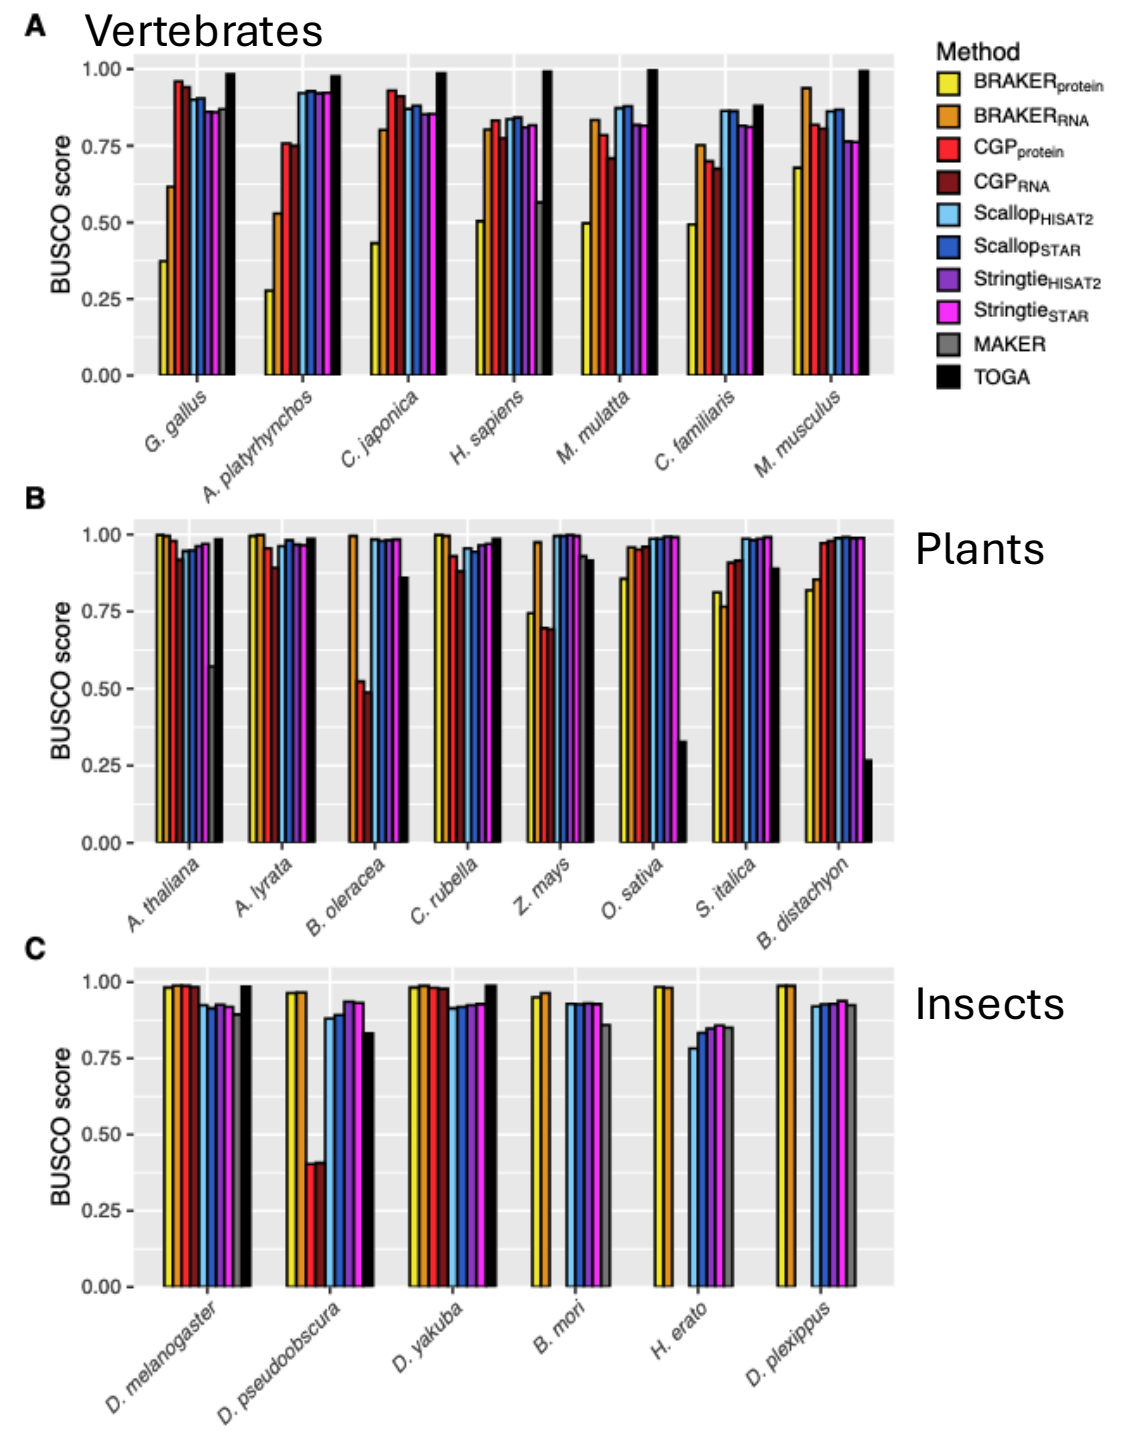 A Vertebrates
BUSCO score
1.00
0.75
0.50
0.25
0.00
G. gallus
A. platyrhynchos
C. japonica
H. sapiens
M. mulatta
C. familiaris
M. musculus
Method
BRAKERprotein
BRAKERRNA
CGPprotein
CGPRNA
ScallopHISAT2
ScallopSTAR
StringtieHISAT2
StringtieSTAR
MAKER
TOGA
B
Plants
BUSCO score
1.00
0.75
0.50
0.25
0.00
A. thaliana
A. lyrata
B. oleracea
C. rubella
Z. mays
O. sativa
S. italica
B. distachyon
C
Insects
BUSCO score
1.00
0.75
0.50
0.25
0.00
D. melanogaster
D. pseudoobscura
D. yakuba
B. mori
H. erato
D. plexippus